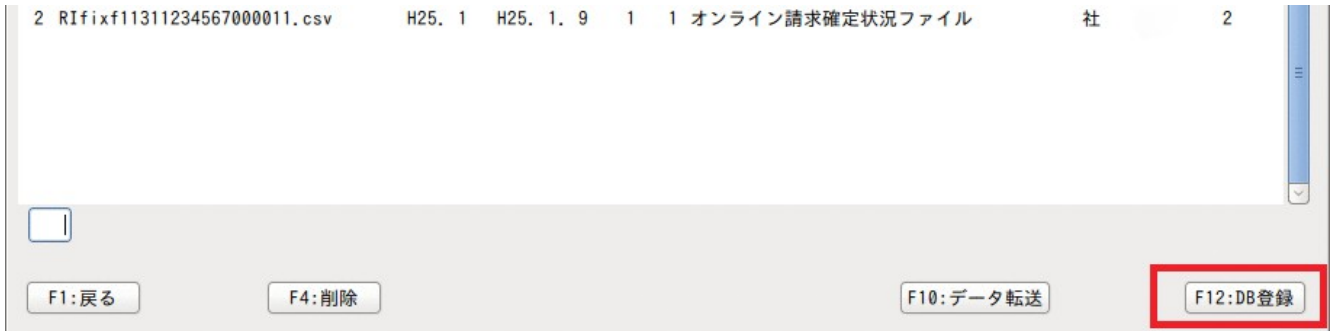 2 RIfixf11311234567000011.csv H25. 1 H25. 1. 9 1 1 オンライン請求確定状況ファイル 社 2
F1:戻る F4:削除 F10:データ転送 F12:DB登録